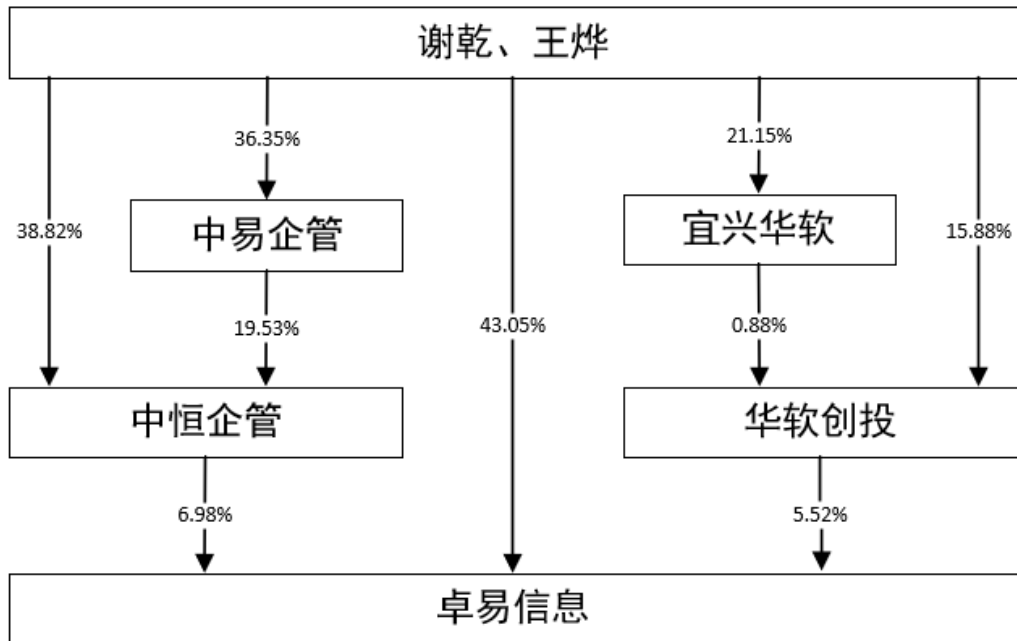 谢乾、王烨
36.35%
21.15%
38.82%
中易企管
宜兴华软
15.88%
19.53%
43.05%
0.88%
中恒企管
华软创投
6.98%
5.52%
卓易信息